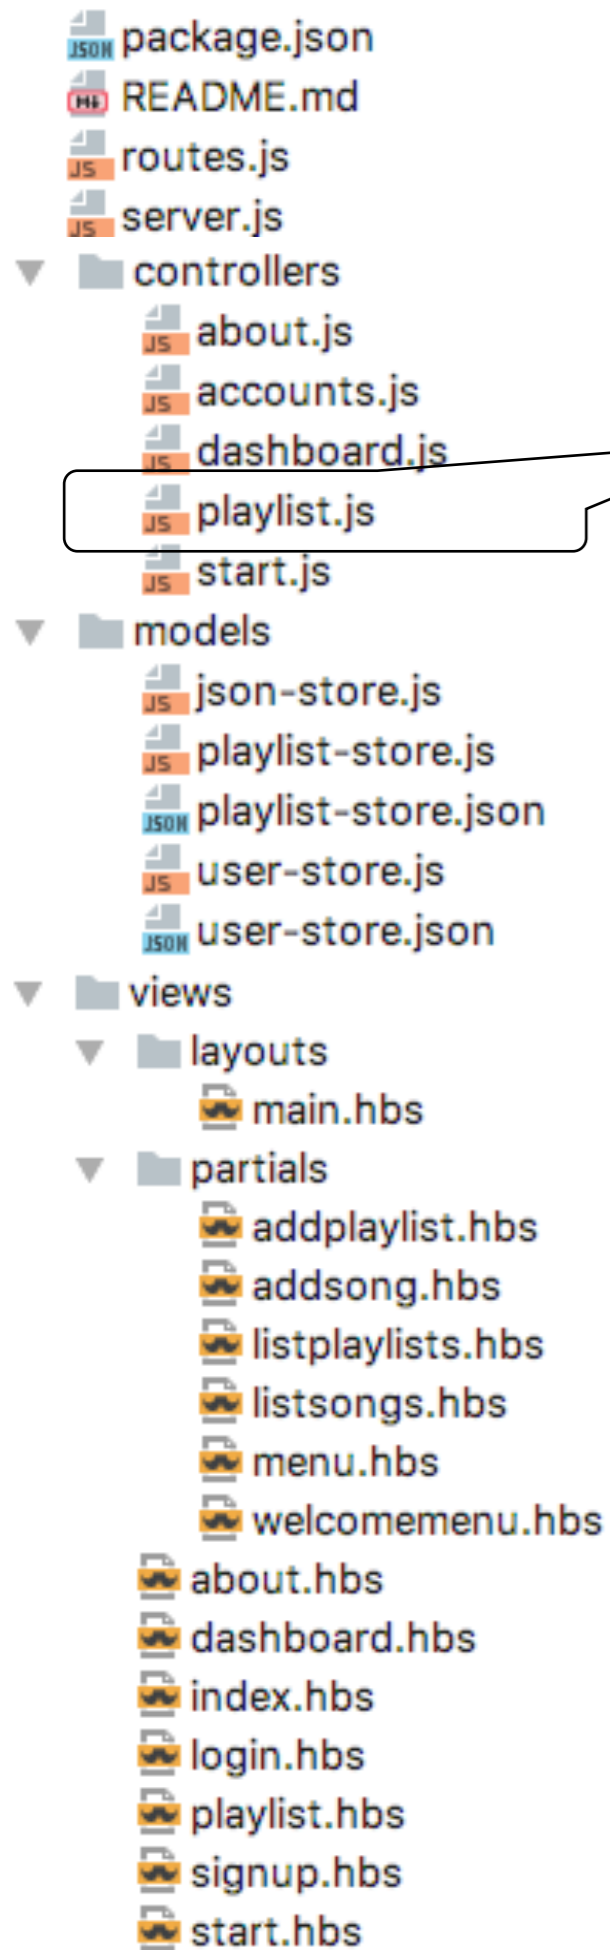 package.json
README.md
routes.js
server.js
controllers
about.js
accounts.js
dashboard.js
playlist.js
start.js
models
json-store.js
playlist-store.js
playlist-store.json
user-store.js
user-store.json
views
layouts
main.hbs
partials
addplaylist.hbs
addsong.hbs
listplaylists.hbs
listsongs.hbs
menu.hbs
welcomemenu.hbs
about.hbs
dashboard.hbs
index.hbs
login.hbs
playlist.hbs
signup.hbs
start.hbs